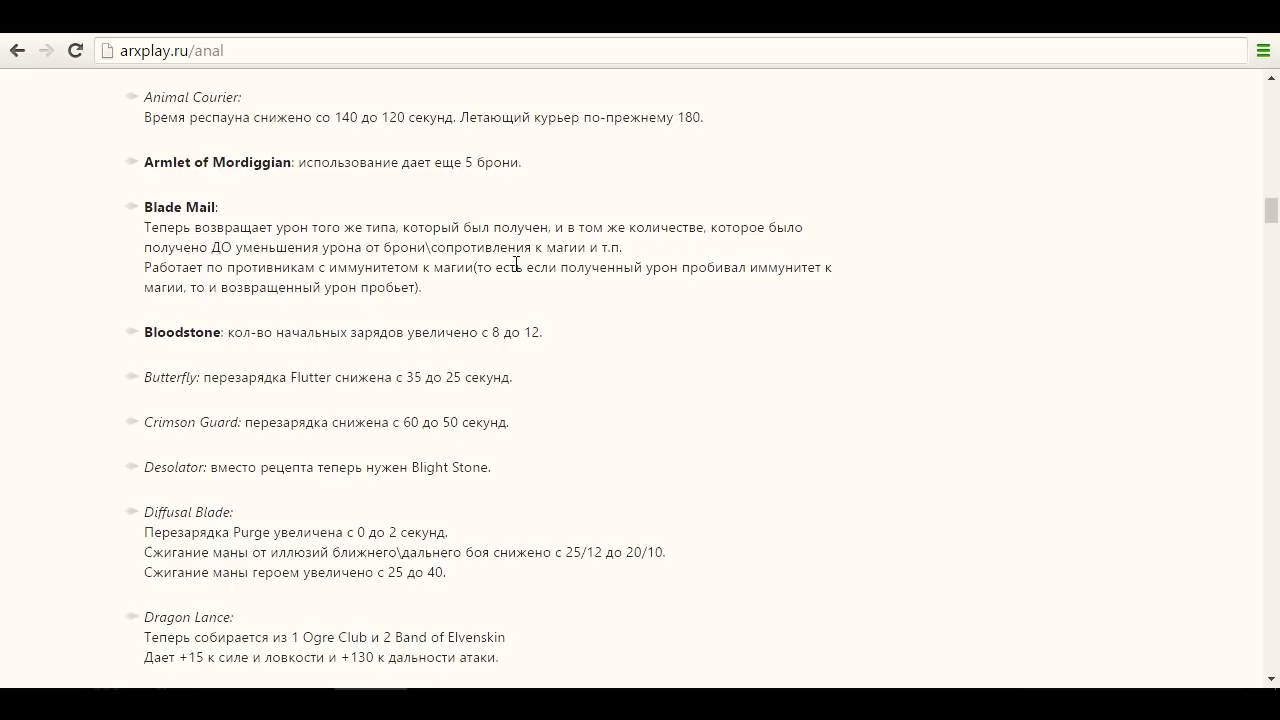 arxplay.ru/anal
Animal Courier:
Время респауна снижено со 140 до 120 секунд. Летающий курьер по-прежнему 180.
Armlet of Mordiggian: использование дает еще 5 брони.
Blade Mail:
Теперь возвращает урон того же типа, который был получен, и в том же количестве, которое было
получено ДО уменьшения урона от брони\сопротивления к магии и т.п.
Работает по противникам с иммунитетом к магии(то есть если полученный урон пробивал иммунитет к
магии, то и возвращенный урон пробьет).
Bloodstone: кол-во начальных зарядов увеличено с 8 до 12.
Butterfly: перезарядка Flutter снижена с 35 до 25 секунд.
Crimson Guard: перезарядка снижена с 60 до 50 секунд.
Desolator: вместо рецепта теперь нужен Blight Stone.
Diffusal Blade:
Перезарядка Purge увеличена с 0 до 2 секунд.
Сжигание маны от иллюзий ближнего\дальнего боя снижено с 25/12 до 20/10.
Сжигание маны героем увеличено с 25 до 40.
Dragon Lance:
Теперь собирается из 1 Ogre Club и 2 Band of Elvenskin
Дает +15 к силе и ловкости и +130 к дальности атаки.